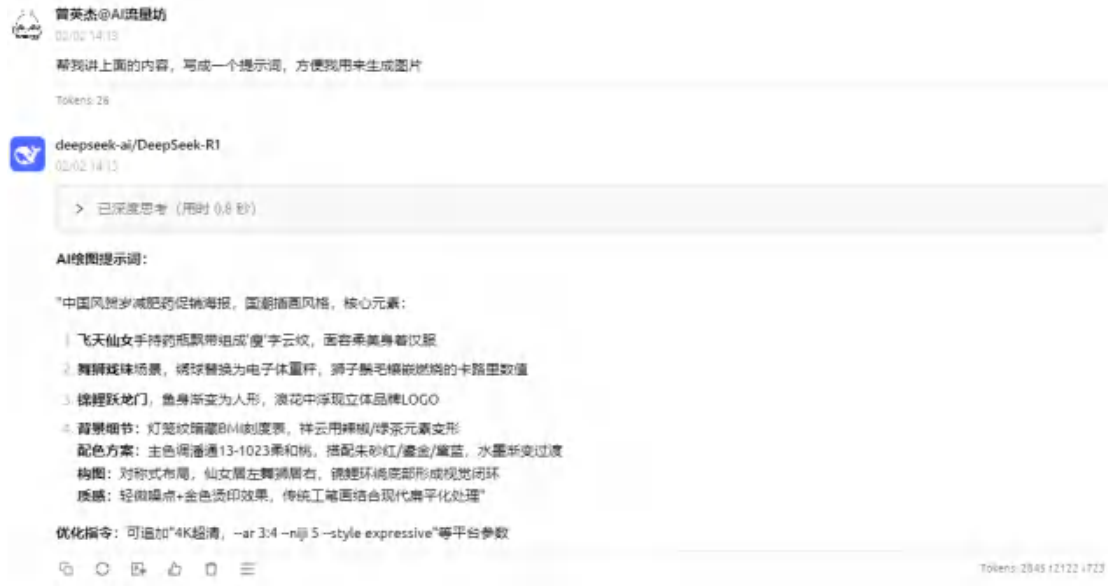 曾英杰@AI流量坊
02/02 14:13
帮我讲上面的内容，写成一个提示词，方便我用来生成图片
Tokens: 26
deepseek-ai/DeepSeek-R1
02/02 14:13
已深度思考（用时 0.8 秒）
AI绘图提示词：
"中国风贺岁减肥药促销海报，国潮插画风格，核心元素：
1. 飞天仙女手持药瓶飘带组成'瘦'字云纹，面容柔美身着汉服
2. 舞狮戏珠场景，绣球替换为电子体重秤，狮子鬃毛镶嵌燃烧的卡路里数值
3. 锦鲤跃龙门，鱼身渐变为人形，浪花中浮现立体品牌LOGO
4. 背景细节：灯笼纹暗藏BMI刻度表，祥云用辣椒/绿茶元素变形
配色方案：主色调潘通13-1023柔和桃，搭配朱砂红/鎏金/黛蓝，水墨渐变过渡
构图：对称式布局，仙女居左舞狮居右，锦鲤环绕底部形成视觉闭环
质感：轻微噪点+金色烫印效果，传统工笔画结合现代扁平化处理"
优化指令：可追加"4K超清，--ar 3:4 --niji 5 --style expressive"等平台参数
Tokens: 2845 ↑2122 ↓723